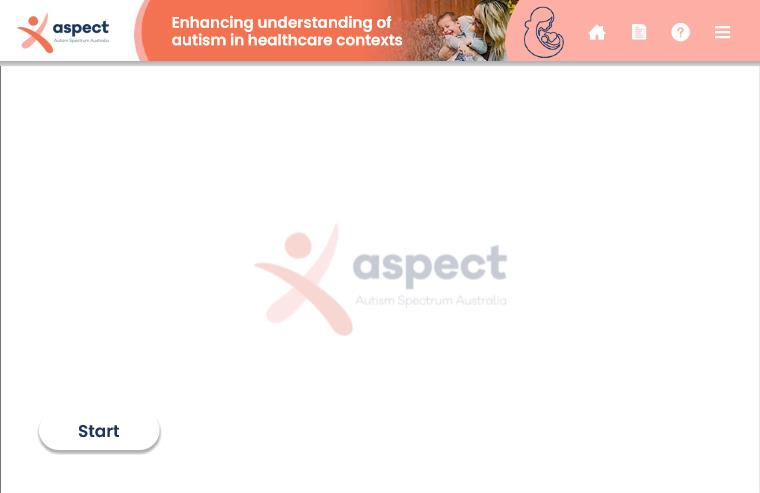 aspect
Autism Spectrum Australia
Enhancing understanding of
autism in healthcare contexts
?
aspect
Autism Spectrum Australia
Start